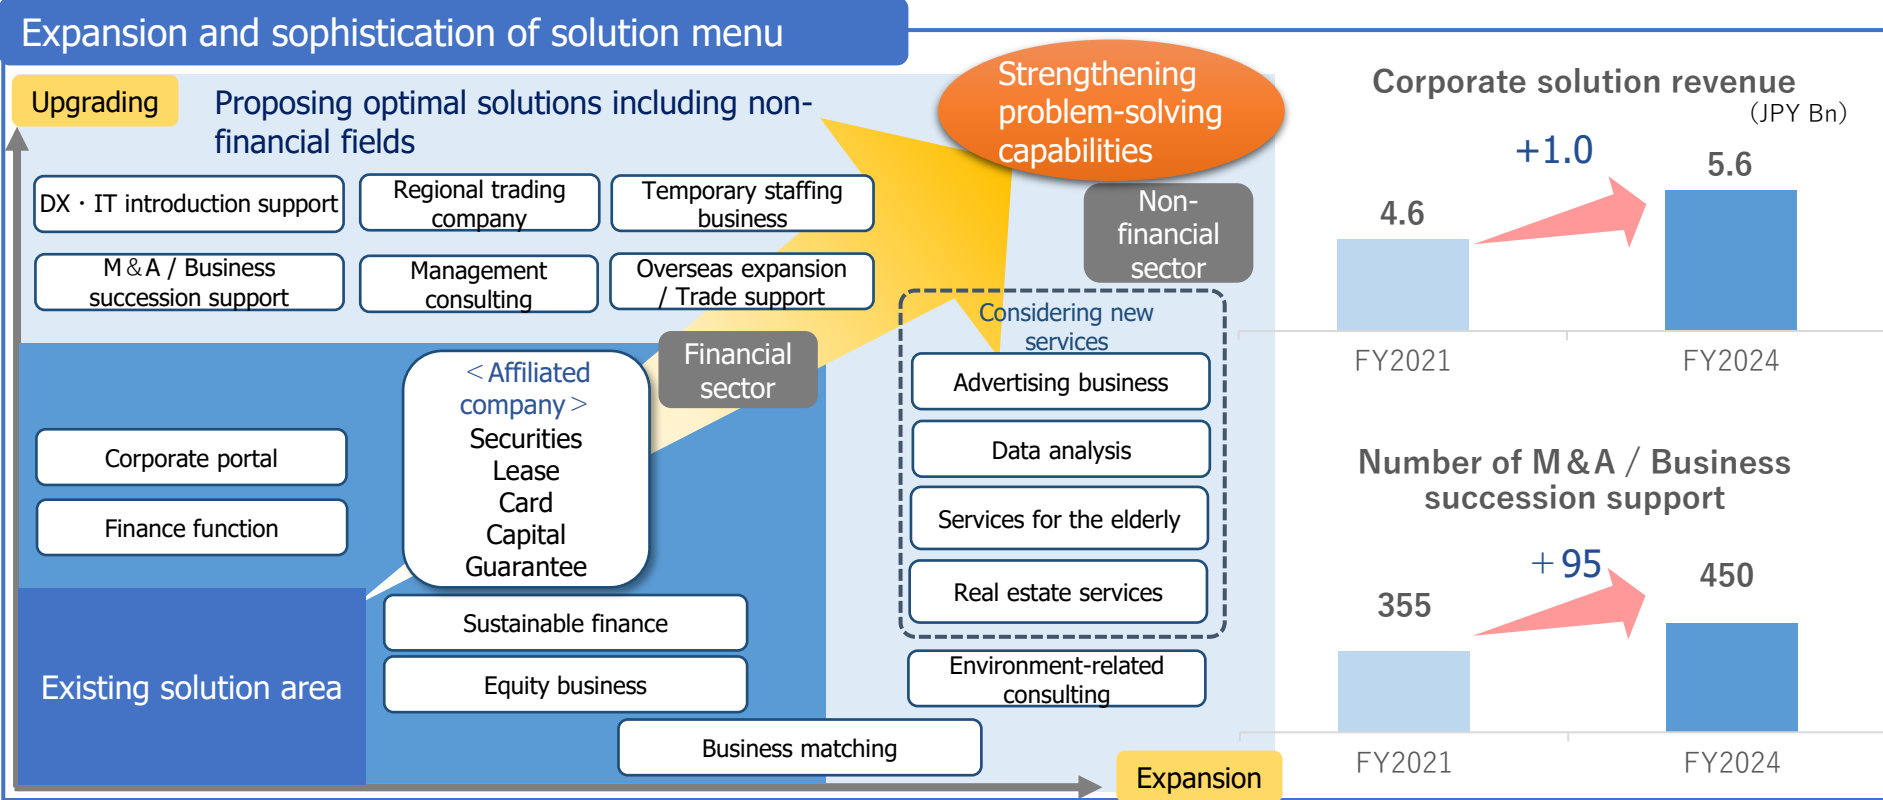 Expansion and sophistication of solution menu
Upgrading
Proposing optimal solutions including non-
financial fields
Strengthening
problem-solving
capabilities
DX・IT introduction support
Regional trading
company
Temporary staffing
business
M&A / Business
succession support
Management
consulting
Overseas expansion
/ Trade support
Non-
financial
sector
Financial
sector
<Affiliated
company>
Securities
Lease
Card
Capital
Guarantee
Corporate portal
Finance function
Considering new
services
Advertising business
Data analysis
Services for the elderly
Real estate services
Existing solution area
Sustainable finance
Equity business
Environment-related
consulting
Business matching
Expansion
Corporate solution revenue
(JPY Bn)
+1.0
4.6
5.6
FY2021
FY2024
Number of M&A / Business
succession support
+95
355
450
FY2021
FY2024